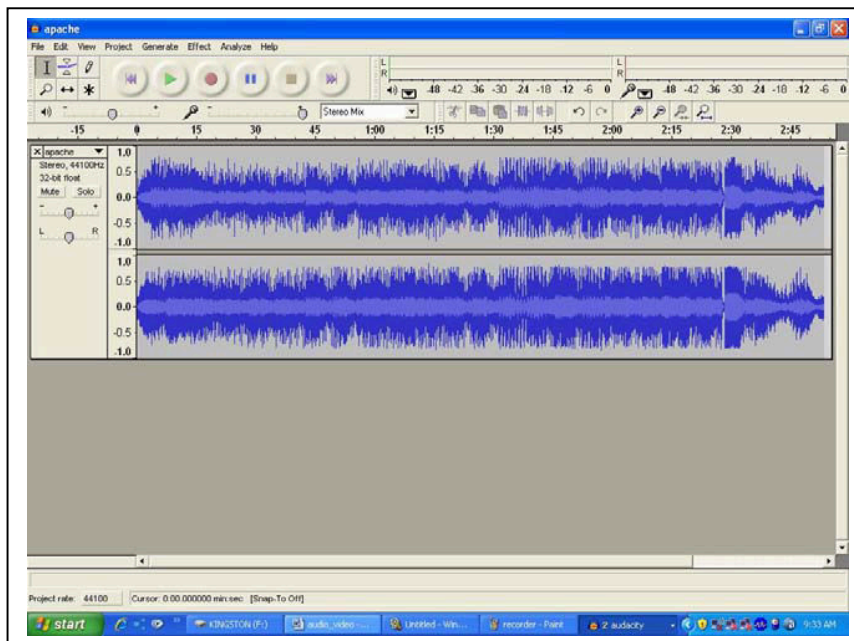 apache
File Edit View Project Generate Effect Analyze Help
L
R
-48 -42 -36 -30 -24 -18 -12 -6 0
L
R
-48 -42 -36 -30 -24 -18 -12 -6 0
Stereo Mix
-15 0 15 30 45 1:00 1:15 1:30 1:45 2:00 2:15 2:30 2:45
apache
Stereo, 44100Hz
32-bit float
Mute Solo
- +
L R
1.0
0.5
0.0
-0.5
-1.0
1.0
0.5
0.0
-0.5
-1.0
Project rate: 44100 Cursor: 0:00.000000 min:sec [Snap-To Off]
start KINGSTON (F:) audio_video -... Untitled - Win... recorder - Paint 2 audacity 9:33 AM